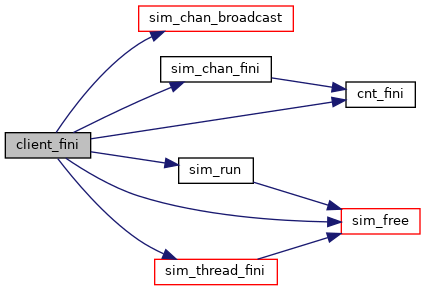 sim_chan_broadcast
sim_chan_fini
cnt_fini
client_fini
sim_run
sim_free
sim_thread_fini